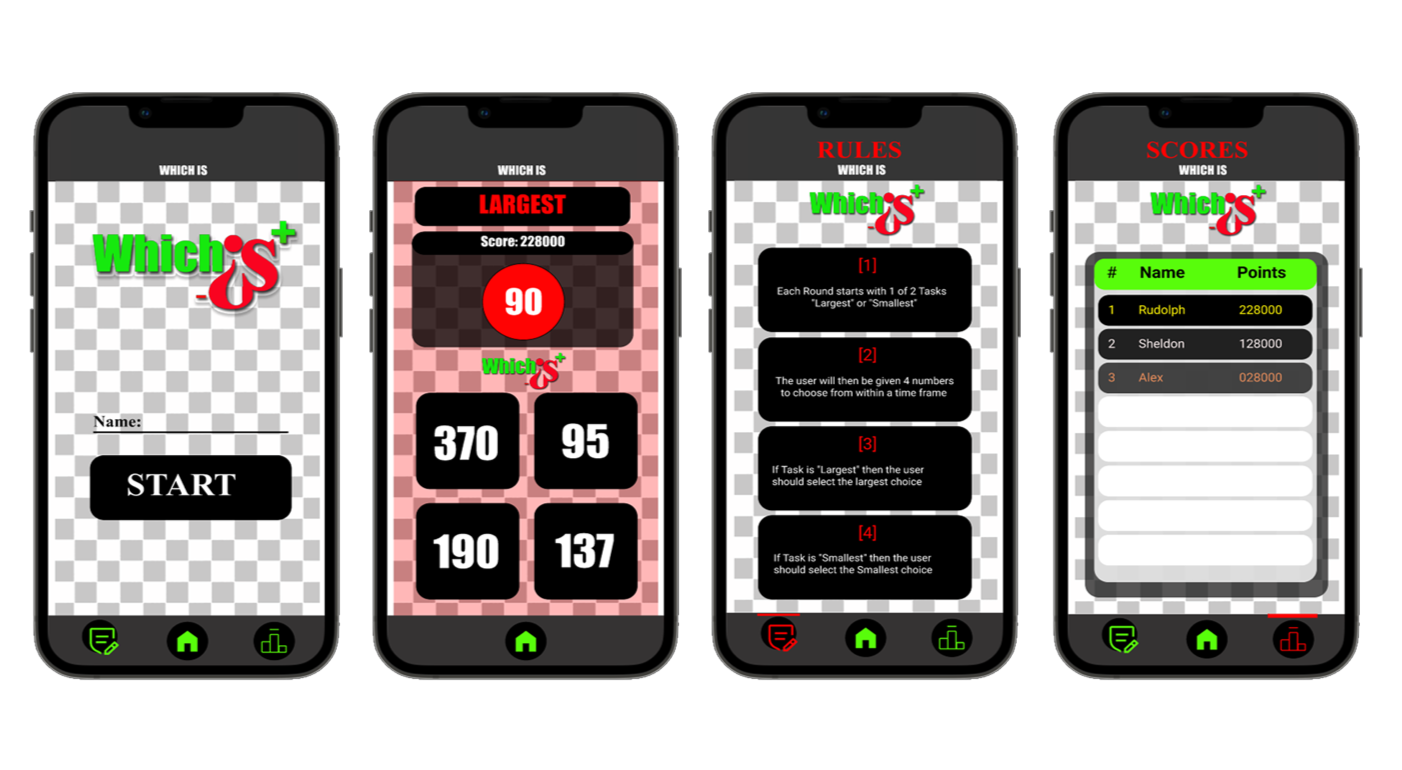 WHICH IS
Which is
+
-
Name:
START
WHICH IS
LARGEST
Score: 228000
90
Which is
+
-
370
95
190
137
RULES
WHICH IS
Which is
+
-
[1]
Each Round starts with 1 of 2 Tasks
"Largest" or "Smallest"
[2]
The user will then be given 4 numbers
to choose from within a time frame
[3]
If Task is "Largest" then the user
should select the largest choice
[4]
If Task is "Smallest" then the user
should select the Smallest choice
SCORES
WHICH IS
Which is
+
-
# Name Points
1 Rudolph 228000
2 Sheldon 128000
3 Alex 028000